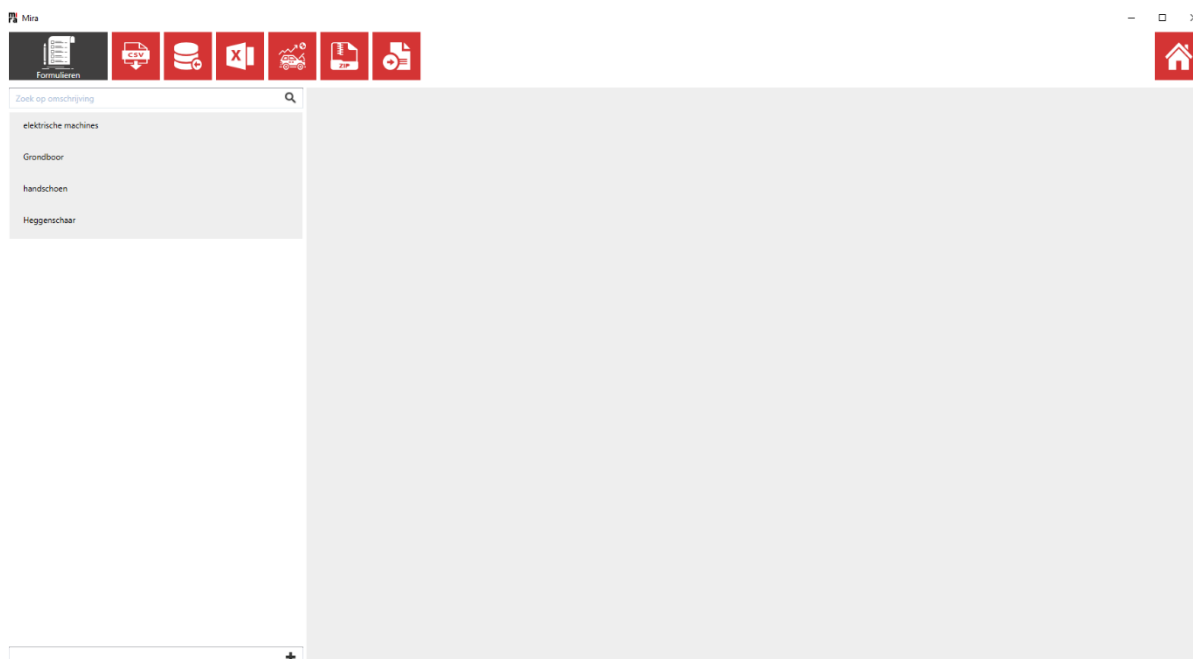 Mira
Formulieren
CSV
X
ZIP
Zoek op omschrijving
elektrische machines
Grondboor
handschoen
Heggenschaar